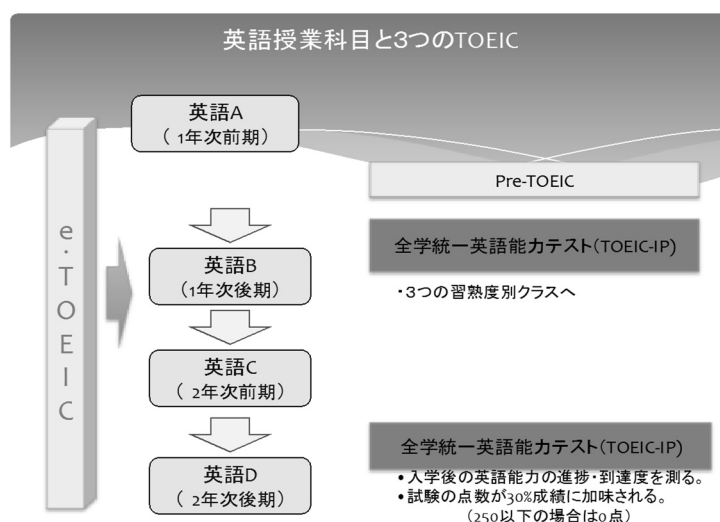 英語授業科目と3つのTOEIC
英語A
（ 1年次前期）
Pre-TOEIC
e・TOEIC
全学統一英語能力テスト（TOEIC-IP）
・3つの習熟度別クラスへ
英語B
（1年次後期）
英語C
（ 2年次前期）
全学統一英語能力テスト（TOEIC-IP）
•入学後の英語能力の進捗・到達度を測る。
•試験の点数が30%成績に加味される。
（250以下の場合は0点）
英語D
（ 2年次後期）